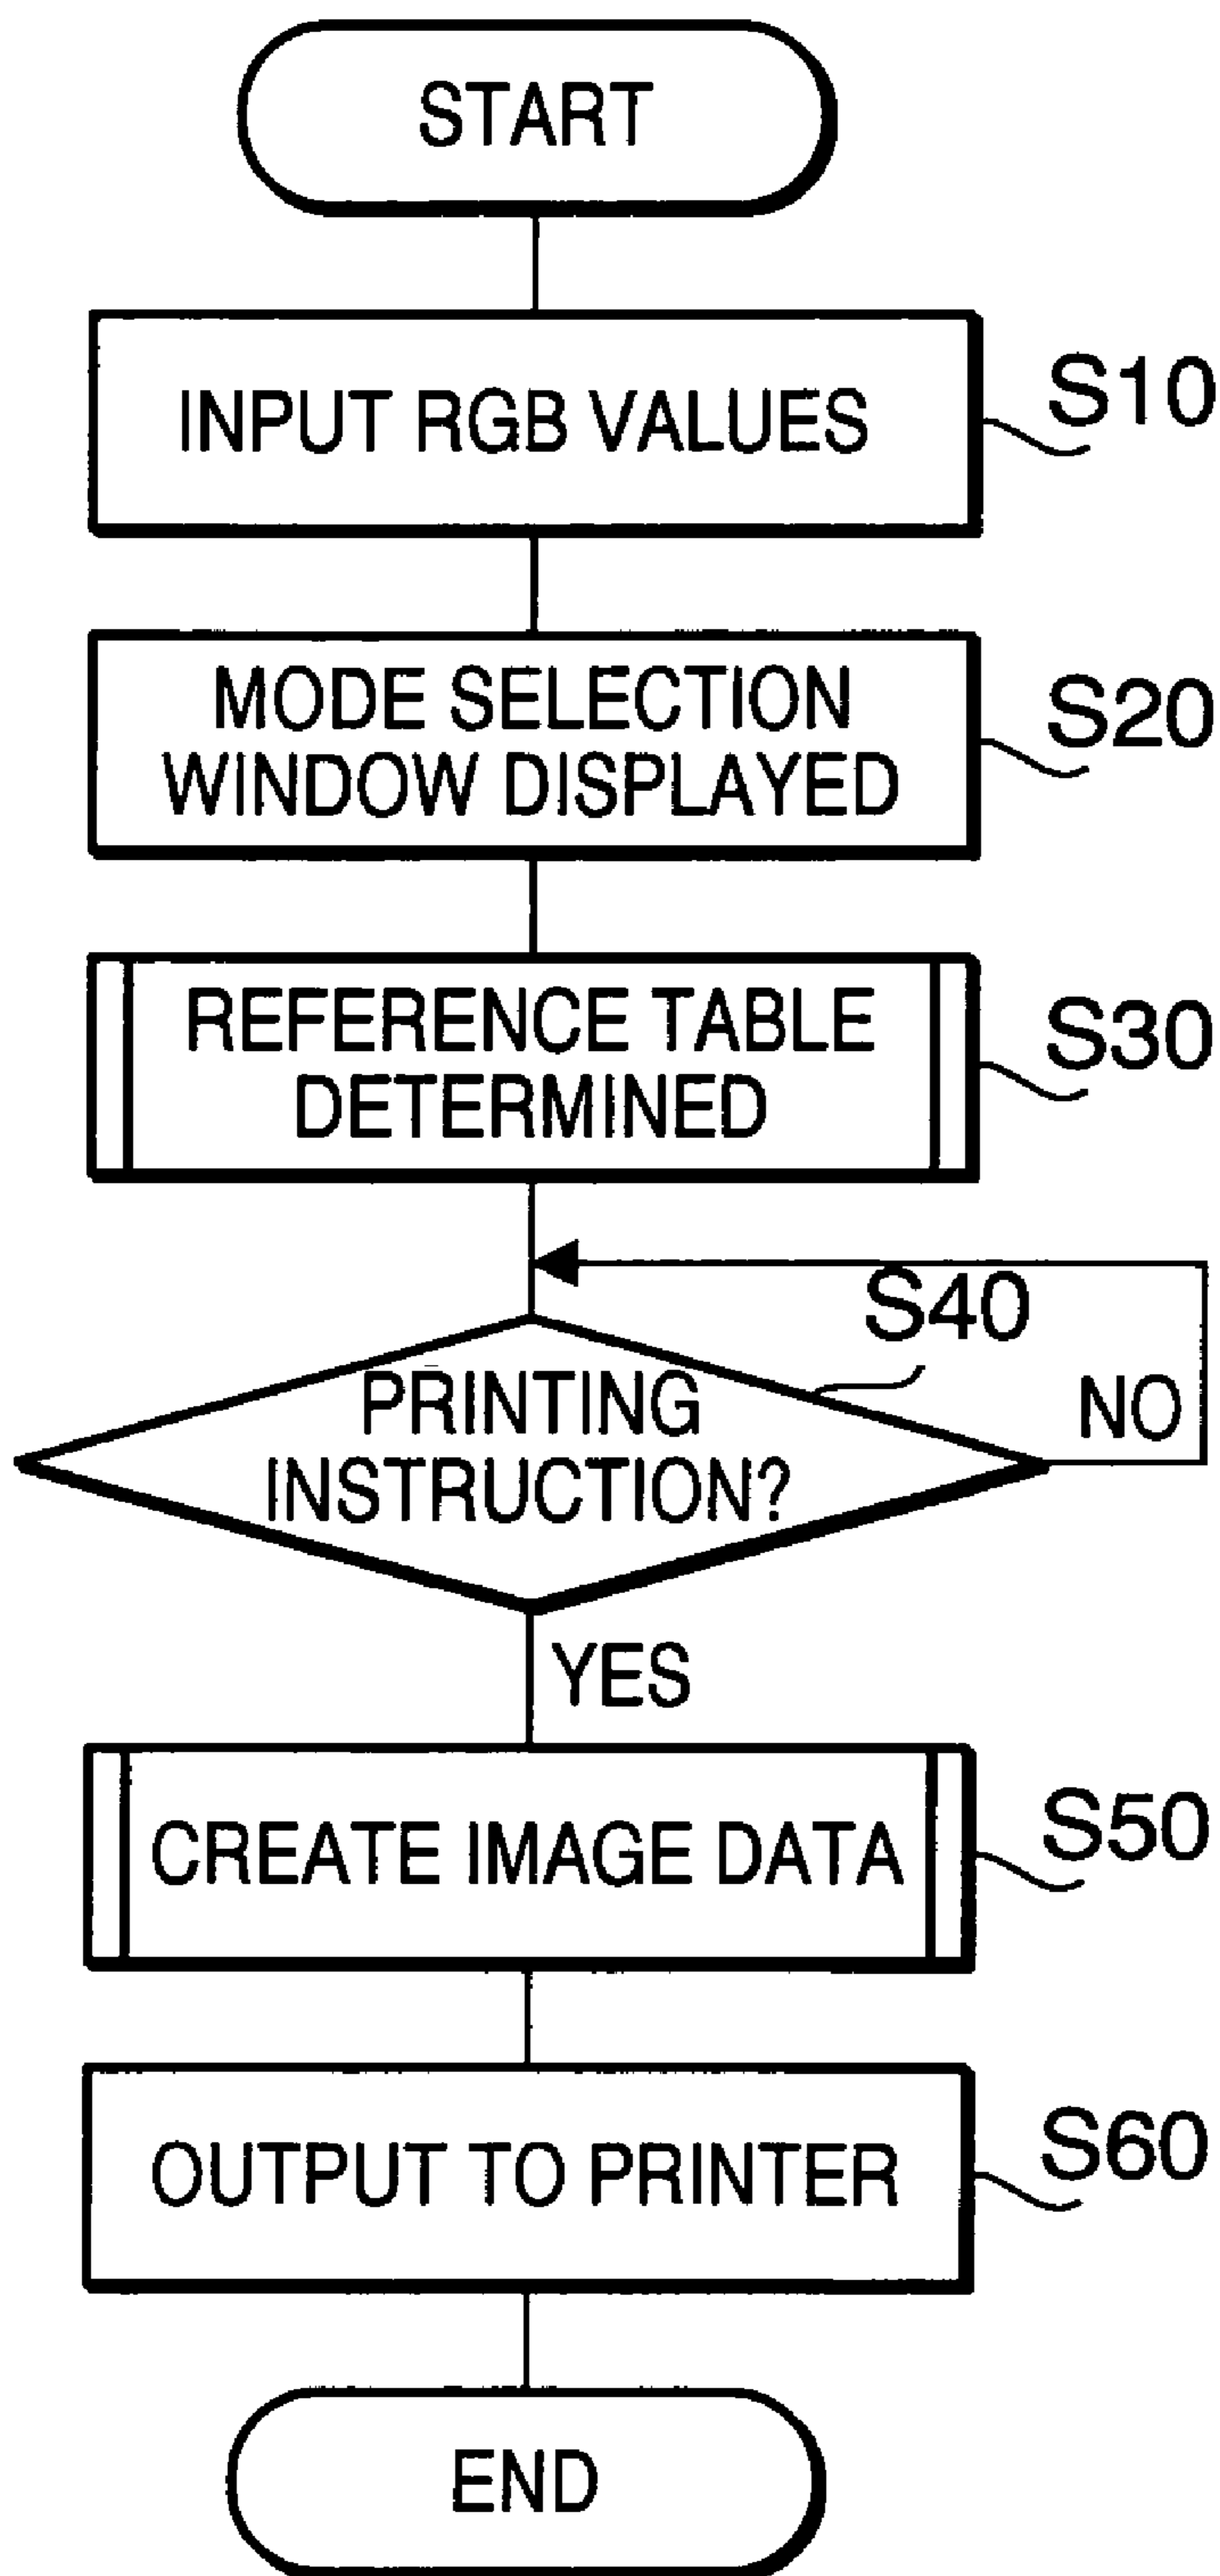 START
INPUT RGB VALUES
S10
MODE SELECTION
WINDOW DISPLAYED
S20
REFERENCE TABLE
DETERMINED
S30
S40
PRINTING
INSTRUCTION?
NO
YES
CREATE IMAGE DATA
S50
OUTPUT TO PRINTER
S60
END